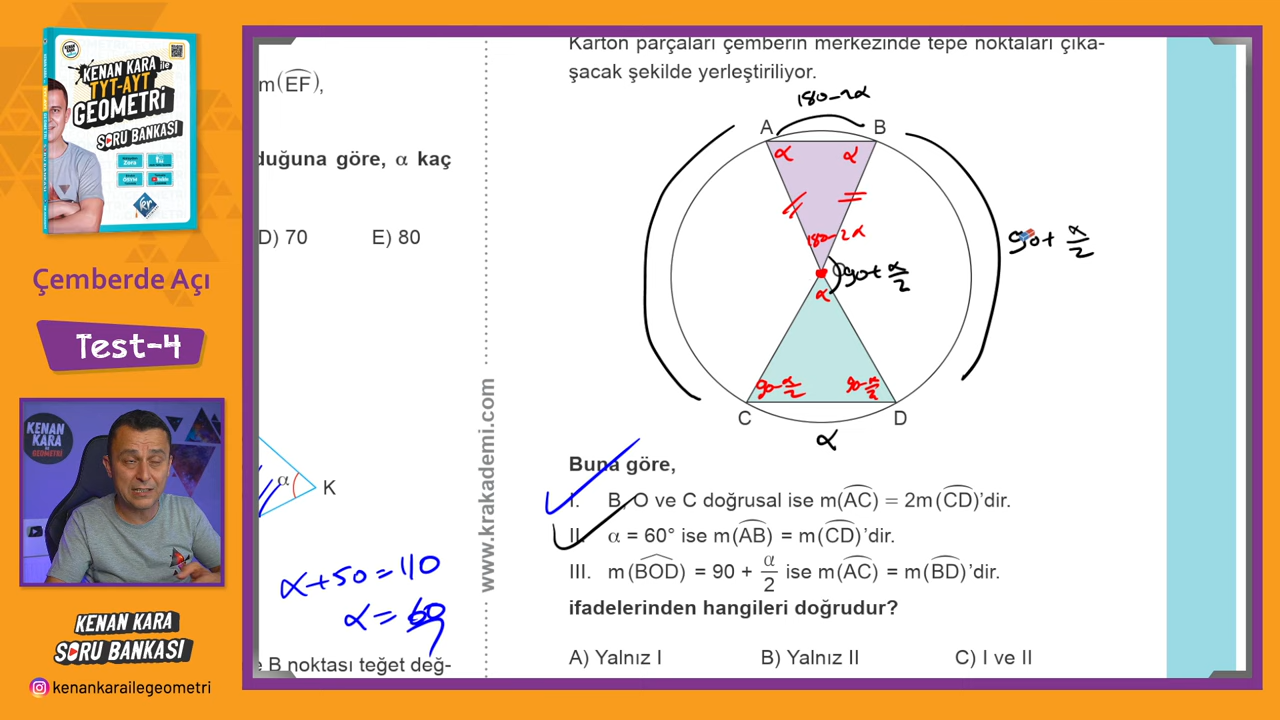 KENAN KARA ile
TYT-AYT
GEOMETRİ
SORU BANKASI
Çemberde Açı
Test-4
KENAN
KARA
GEOMETRİ
KENAN KARA
SORU BANKASI
kenankarailegeometri
m(EF),
duğuna göre, α kaç
D) 70 E) 80
α K
α+50=110
α=60
e B noktası teğet değ-
www.krakademi.com
Karton parçaları çemberin merkezinde tepe noktaları çıka-
şacak şekilde yerleştiriliyor.
180-2α
A B
α α
180-2α
90+α/2
90+α/2
α
90-α/2 90-α/2
C D
α
Buna göre,
I. B, O ve C doğrusal ise m(AC) = 2m(CD)'dir.
II. α = 60° ise m(AB) = m(CD)'dir.
III. m(BOD) = 90 + α/2 ise m(AC) = m(BD)'dir.
ifadelerinden hangileri doğrudur?
A) Yalnız I B) Yalnız II C) I ve II